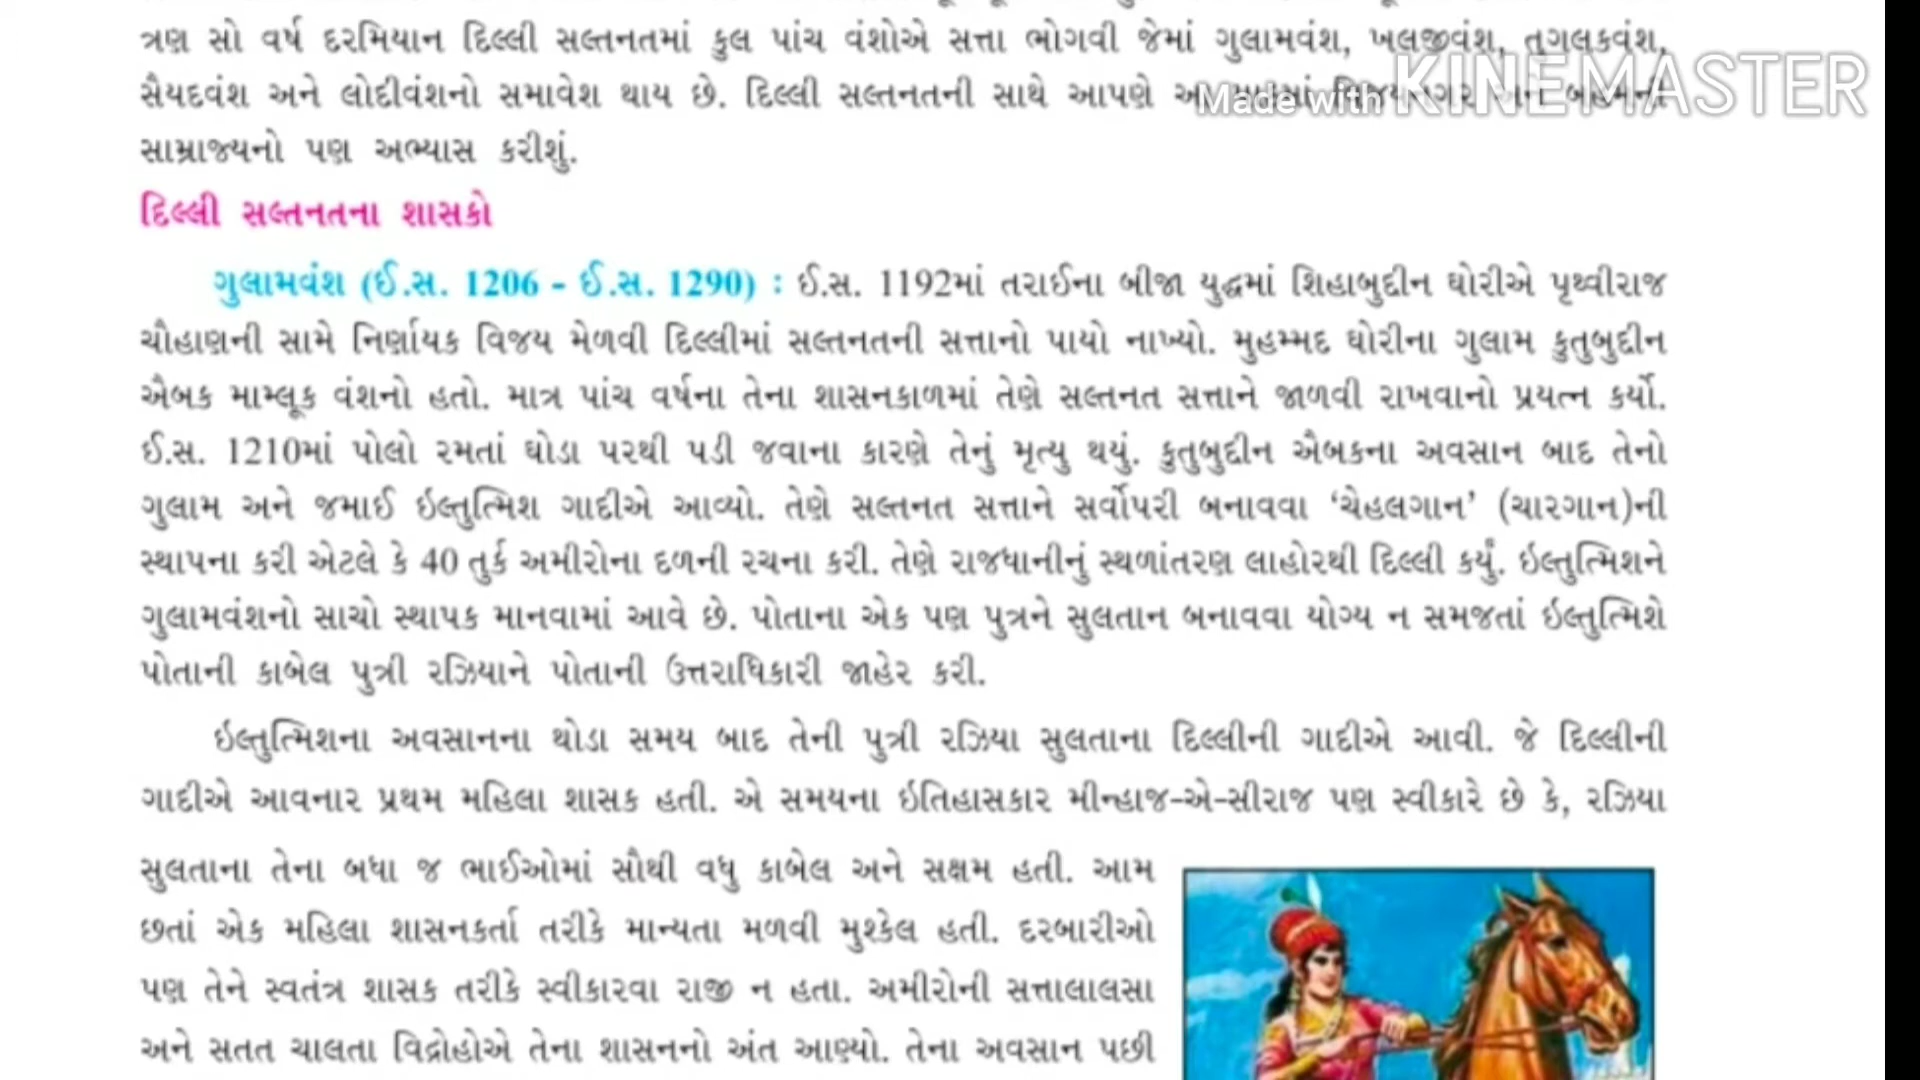 ત્રણ સો વર્ષ દરમિયાન દિલ્લી સલ્તનતમાં કુલ પાંચ વંશોએ સત્તા ભોગવી જેમાં ગુલામવંશ, ખલજીવંશ, તુગલકવંશ,
સૈયદવંશ અને લોદીવંશનો સમાવેશ થાય છે. દિલ્લી સલ્તનતની સાથે આપણે
Made with KINEMASTER
સામ્રાજ્યનો પણ અભ્યાસ કરીશું.
દિલ્લી સલ્તનતના શાસકો
ગુલામવંશ (ઈ.સ. 1206 - ઈ.સ. 1290) : ઈ.સ. 1192માં તરાઈના બીજા યુદ્ધમાં શિહાબુદ્દીન ઘોરીએ પૃથ્વીરાજ
ચૌહાણની સામે નિર્ણાયક વિજય મેળવી દિલ્લીમાં સલ્તનતની સત્તાનો પાયો નાખ્યો. મુહમ્મદ ઘોરીના ગુલામ કુતુબુદ્દીન
ઐબક મામ્લૂક વંશનો હતો. માત્ર પાંચ વર્ષના તેના શાસનકાળમાં તેણે સલ્તનત સત્તાને જાળવી રાખવાનો પ્રયત્ન કર્યો.
ઈ.સ. 1210માં પોલો રમતાં ઘોડા પરથી પડી જવાના કારણે તેનું મૃત્યુ થયું. કુતુબુદ્દીન ઐબકના અવસાન બાદ તેનો
ગુલામ અને જમાઈ ઇલ્તુત્મિશ ગાદીએ આવ્યો. તેણે સલ્તનત સત્તાને સર્વોપરી બનાવવા ‘ચેહલગાન’ (ચારગાન)ની
સ્થાપના કરી એટલે કે 40 તુર્ક અમીરોના દળની રચના કરી. તેણે રાજધાનીનું સ્થળાંતરણ લાહોરથી દિલ્લી કર્યું. ઇલ્તુત્મિશને
ગુલામવંશનો સાચો સ્થાપક માનવામાં આવે છે. પોતાના એક પણ પુત્રને સુલતાન બનાવવા યોગ્ય ન સમજતાં ઇલ્તુત્મિશે
પોતાની કાબેલ પુત્રી રઝિયાને પોતાની ઉત્તરાધિકારી જાહેર કરી.
ઇલ્તુત્મિશના અવસાનના થોડા સમય બાદ તેની પુત્રી રઝિયા સુલતાના દિલ્લીની ગાદીએ આવી. જે દિલ્લીની
ગાદીએ આવનાર પ્રથમ મહિલા શાસક હતી. એ સમયના ઇતિહાસકાર મીન્હાજ-એ-સીરાજ પણ સ્વીકારે છે કે, રઝિયા
સુલતાના તેના બધા જ ભાઈઓમાં સૌથી વધુ કાબેલ અને સક્ષમ હતી. આમ
છતાં એક મહિલા શાસનકર્તા તરીકે માન્યતા મળવી મુશ્કેલ હતી. દરબારીઓ
પણ તેને સ્વતંત્ર શાસક તરીકે સ્વીકારવા રાજી ન હતા. અમીરોની સત્તાલાલસા
અને સતત ચાલતા વિદ્રોહોએ તેના શાસનનો અંત આણ્યો. તેના અવસાન પછી